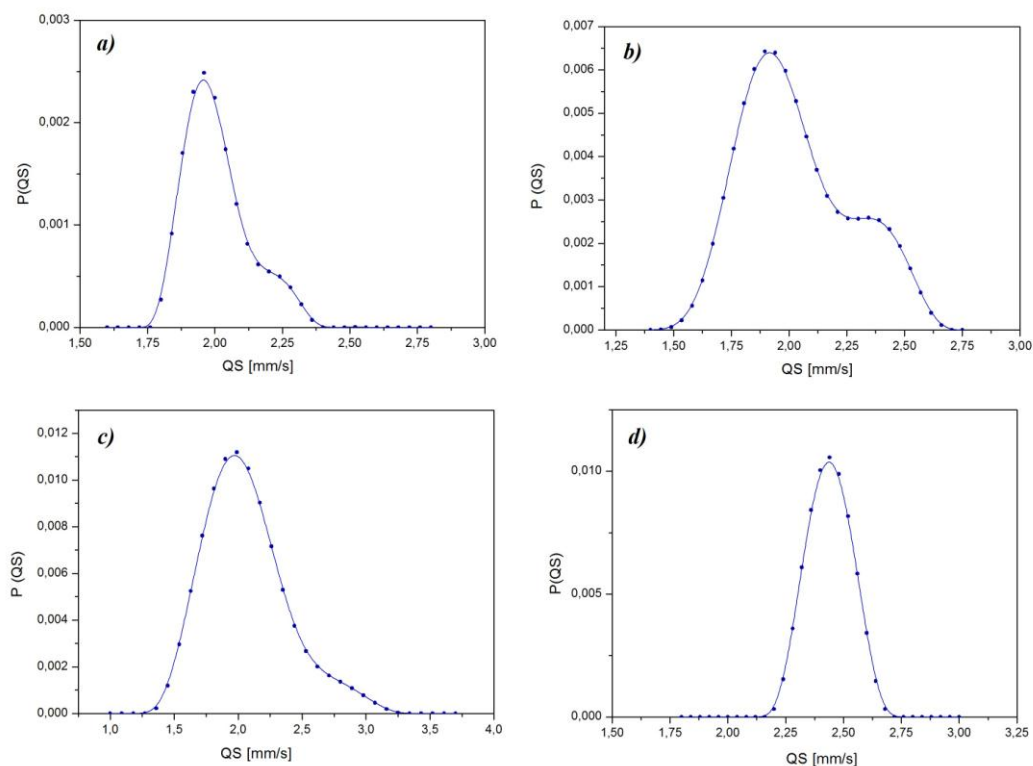 a)
0,003
0,002
0,001
0,000
P(QS)
1,50 1,75 2,00 2,25 2,50 2,75 3,00
QS [mm/s]
b)
0,007
0,006
0,005
0,004
0,003
0,002
0,001
0,000
P (QS)
1,25 1,50 1,75 2,00 2,25 2,50 2,75 3,00
QS [mm/s]
c)
0,012
0,010
0,008
0,006
0,004
0,002
0,000
P (QS)
1,0 1,5 2,0 2,5 3,0 3,5 4,0
QS [mm/s]
d)
0,010
0,005
0,000
P(QS)
1,50 1,75 2,00 2,25 2,50 2,75 3,00 3,25
QS [mm/s]